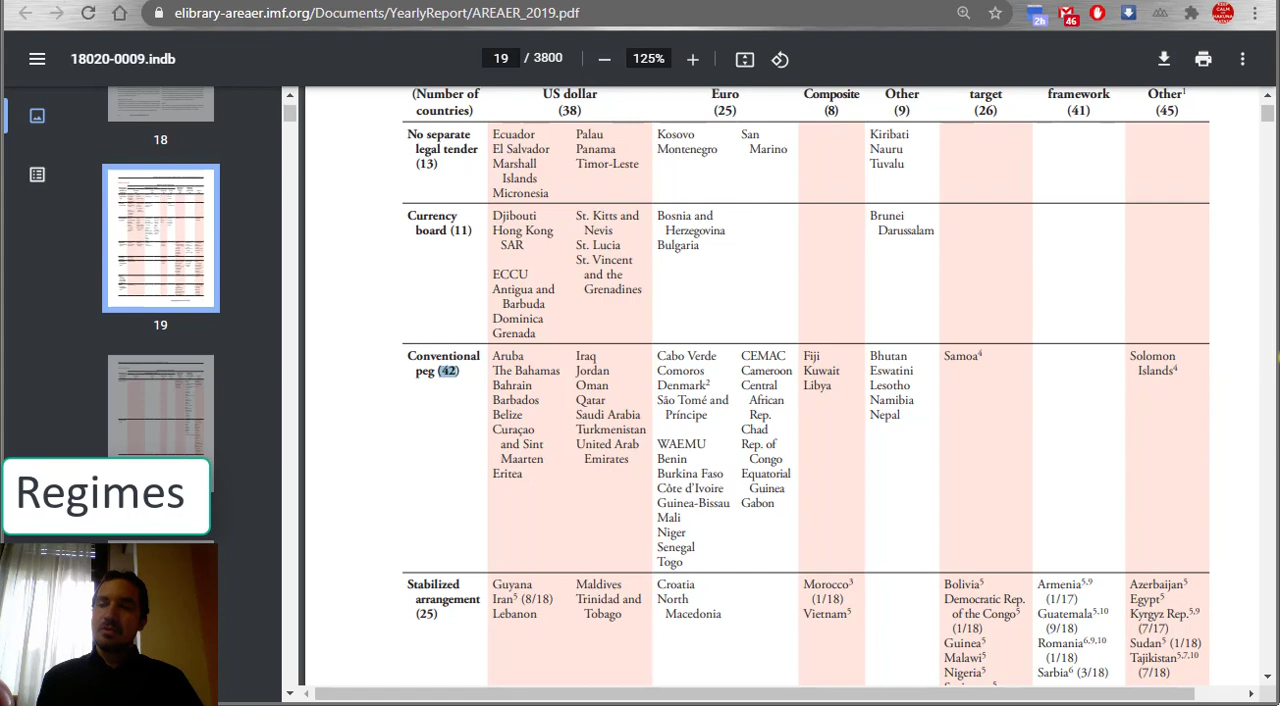 elibrary-areaer.imf.org/Documents/YearlyReport/AREAER_2019.pdf
2h
46
18020-0009.indb
19 / 3800
125%
18
19
Regimes
(Number of countries)
US dollar (38)
Euro (25)
Composite (8)
Other (9)
target (26)
framework (41)
Other1 (45)
No separate legal tender (13)
Ecuador
El Salvador
Marshall
Islands
Micronesia
Palau
Panama
Timor-Leste
Kosovo
Montenegro
San
Marino
Kiribati
Nauru
Tuvalu
Currency board (11)
Djibouti
Hong Kong
SAR
ECCU
Antigua and
Barbuda
Dominica
Grenada
St. Kitts and
Nevis
St. Lucia
St. Vincent
and the
Grenadines
Bosnia and
Herzegovina
Bulgaria
Brunei
Darussalam
Conventional peg (42)
Aruba
The Bahamas
Bahrain
Barbados
Belize
Curaçao
and Sint
Maarten
Eritea
Iraq
Jordan
Oman
Qatar
Saudi Arabia
Turkmenistan
United Arab
Emirates
Cabo Verde
Comoros
Denmark2
São Tomé and
Príncipe
WAEMU
Benin
Burkina Faso
Côte d'Ivoire
Guinea-Bissau
Mali
Niger
Senegal
Togo
CEMAC
Cameroon
Central
African
Rep.
Chad
Rep. of
Congo
Equatorial
Guinea
Gabon
Fiji
Kuwait
Libya
Bhutan
Eswatini
Lesotho
Namibia
Nepal
Samoa4
Solomon
Islands4
Stabilized arrangement (25)
Guyana
Iran5 (8/18)
Lebanon
Maldives
Trinidad and
Tobago
Croatia
North
Macedonia
Morocco3
(1/18)
Vietnam5
Bolivia5
Democratic Rep.
of the Congo5
(1/18)
Guinea5
Malawi5
Nigeria5
Armenia5,9
(1/17)
Guatemala5,10
(9/18)
Romania6,9,10
(1/18)
Sarbia6 (3/18)
Azerbaijan5
Egypt5
Kyrgyz Rep.5,9
(7/17)
Sudan5 (1/18)
Tajikistan5,7,10
(7/18)